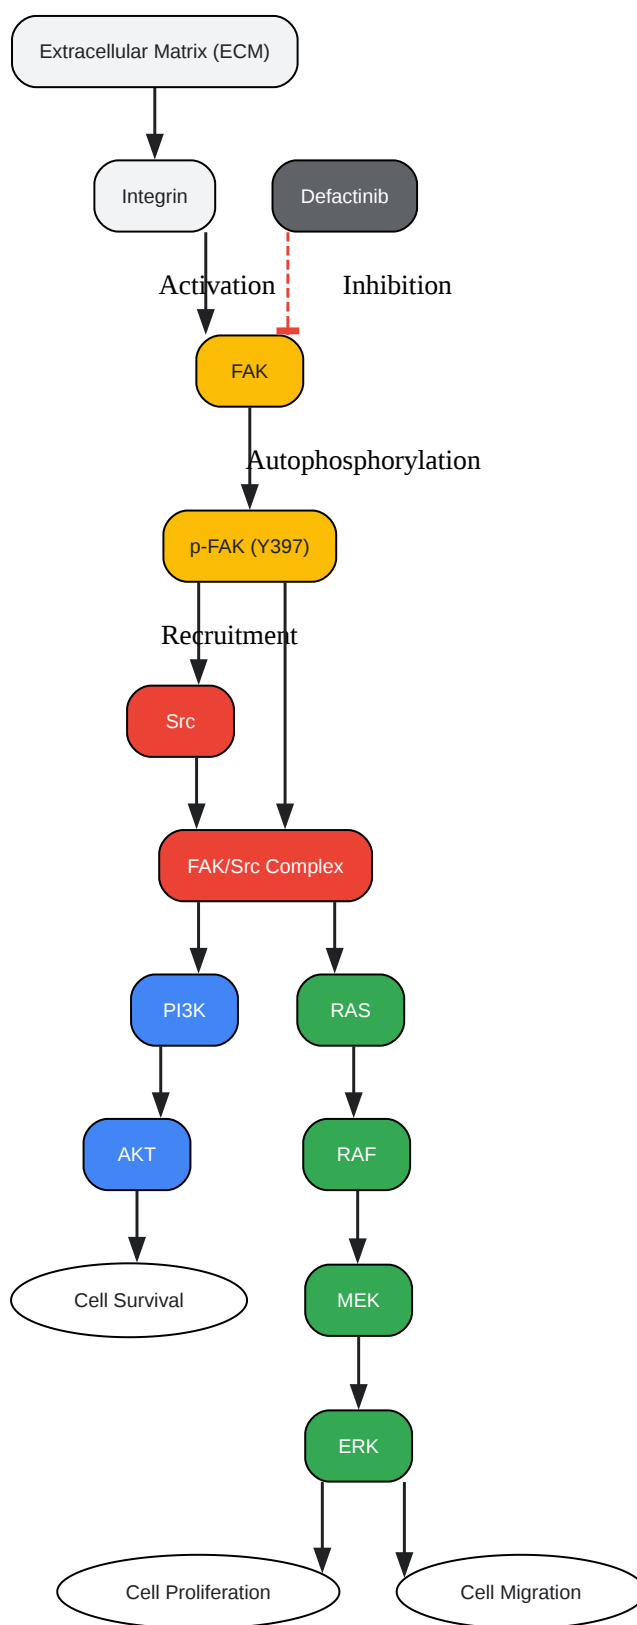 Extracellular Matrix (ECM)
Integrin
Defactinib
Activation
Inhibition
FAK
Autophosphorylation
p-FAK (Y397)
Recruitment
Src
FAK/Src Complex
PI3K
RAS
AKT
RAF
Cell Survival
MEK
ERK
Cell Proliferation
Cell Migration